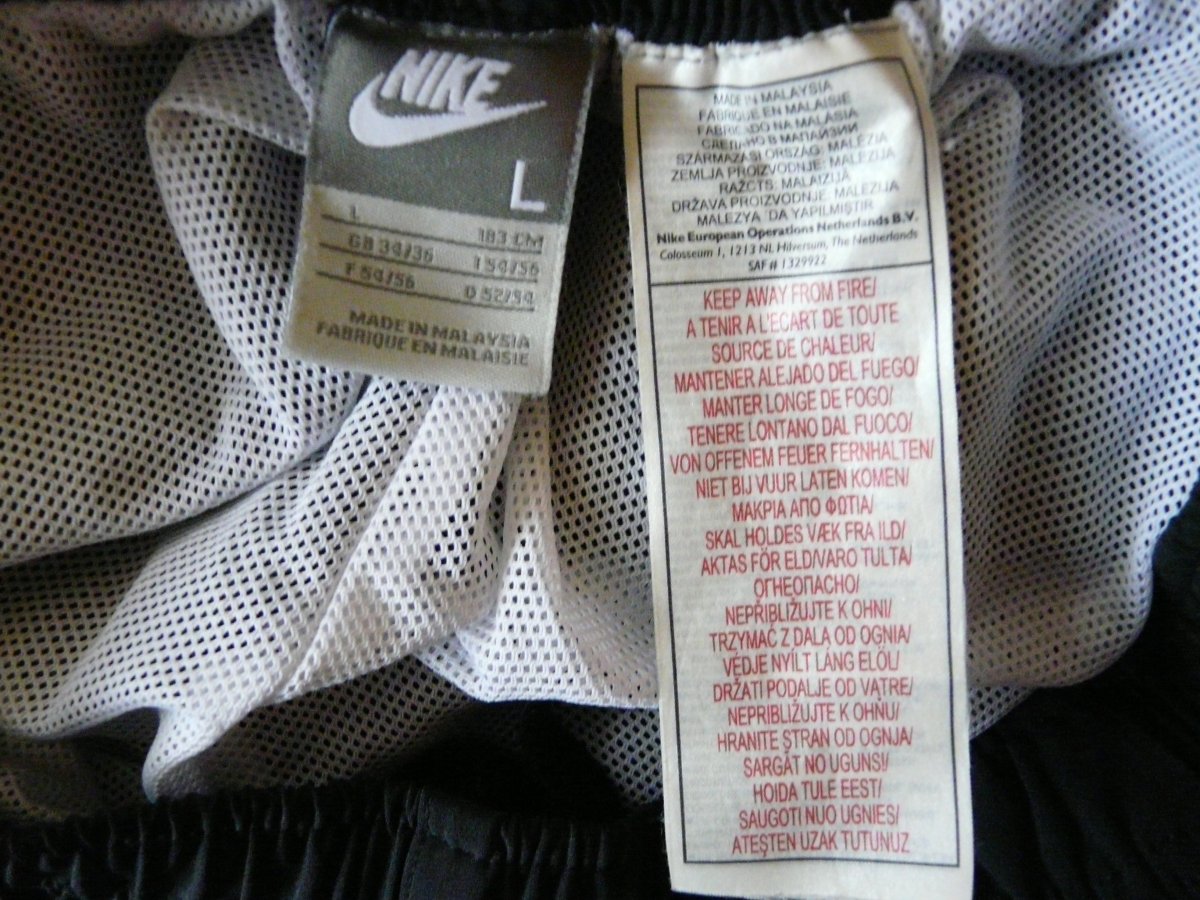 NIKE
L
L 183 CM
GB 34/36 I 54/56
F 54/56 D 52/54
MADE IN MALAYSIA
FABRIQUE EN MALAISIE
MADE IN MALAYSIA
FABRIQUE EN MALAISIE
FABRICADO NA MALASIA
СДЕЛАНО В МАЛАЙЗИИ
SZÁRMAZÁSI ORSZÁG: MALÉZIA
ZEMLJA PROIZVODNJE: MALEZIJA
RAŽOTS: MALAIZIJA
DRŽAVA PROIZVODNJE: MALEZIJA
MALEZYA 'DA YAPILMIŞTIR
Nike European Operations Netherlands B.V.
Colosseum 1, 1213 NL Hilversum, The Netherlands
SAF # 1329922
KEEP AWAY FROM FIRE/
A TENIR A L'ECART DE TOUTE
SOURCE DE CHALEUR/
MANTENER ALEJADO DEL FUEGO/
MANTER LONGE DE FOGO/
TENERE LONTANO DAL FUOCO/
VON OFFENEM FEUER FERNHALTEN/
NIET BIJ VUUR LATEN KOMEN/
ΜΑΚΡΙΑ ΑΠΟ ΦΩΤΙΑ/
SKAL HOLDES VÆK FRA ILD/
AKTAS FÖR ELD/VARO TULTA/
ОГНЕОПАСНО/
NEPŘIBLIŽUJTE K OHNI/
TRZYMAĆ Z DALA OD OGNIA/
VÉDJE NYÍLT LÁNG ELÖL/
DRŽATI PODALJE OD VATRE/
NEPRIBLIŽUJTE K OHŇU/
HRANITE STRAN OD OGNJA/
SARGĀT NO UGUNS/
HOIDA TULE EEST/
SAUGOTI NUO UGNIES/
ATEŞTEN UZAK TUTUNUZ